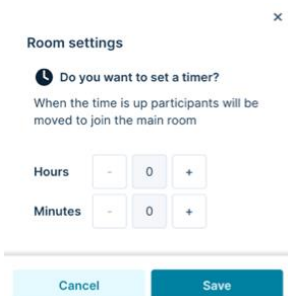 ×
Room settings
Do you want to set a timer?
When the time is up participants will be
moved to join the main room
Hours - 0 +
Minutes - 0 +
Cancel Save